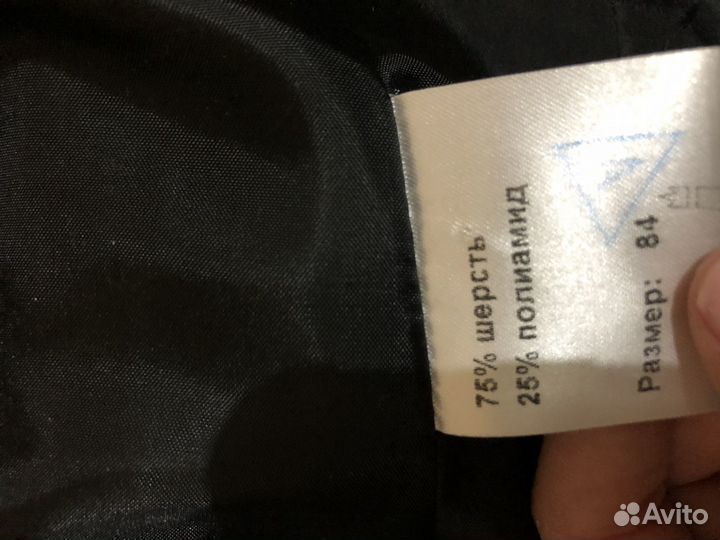 75% шерсть
25% полиамид
Размер: 84
Avito